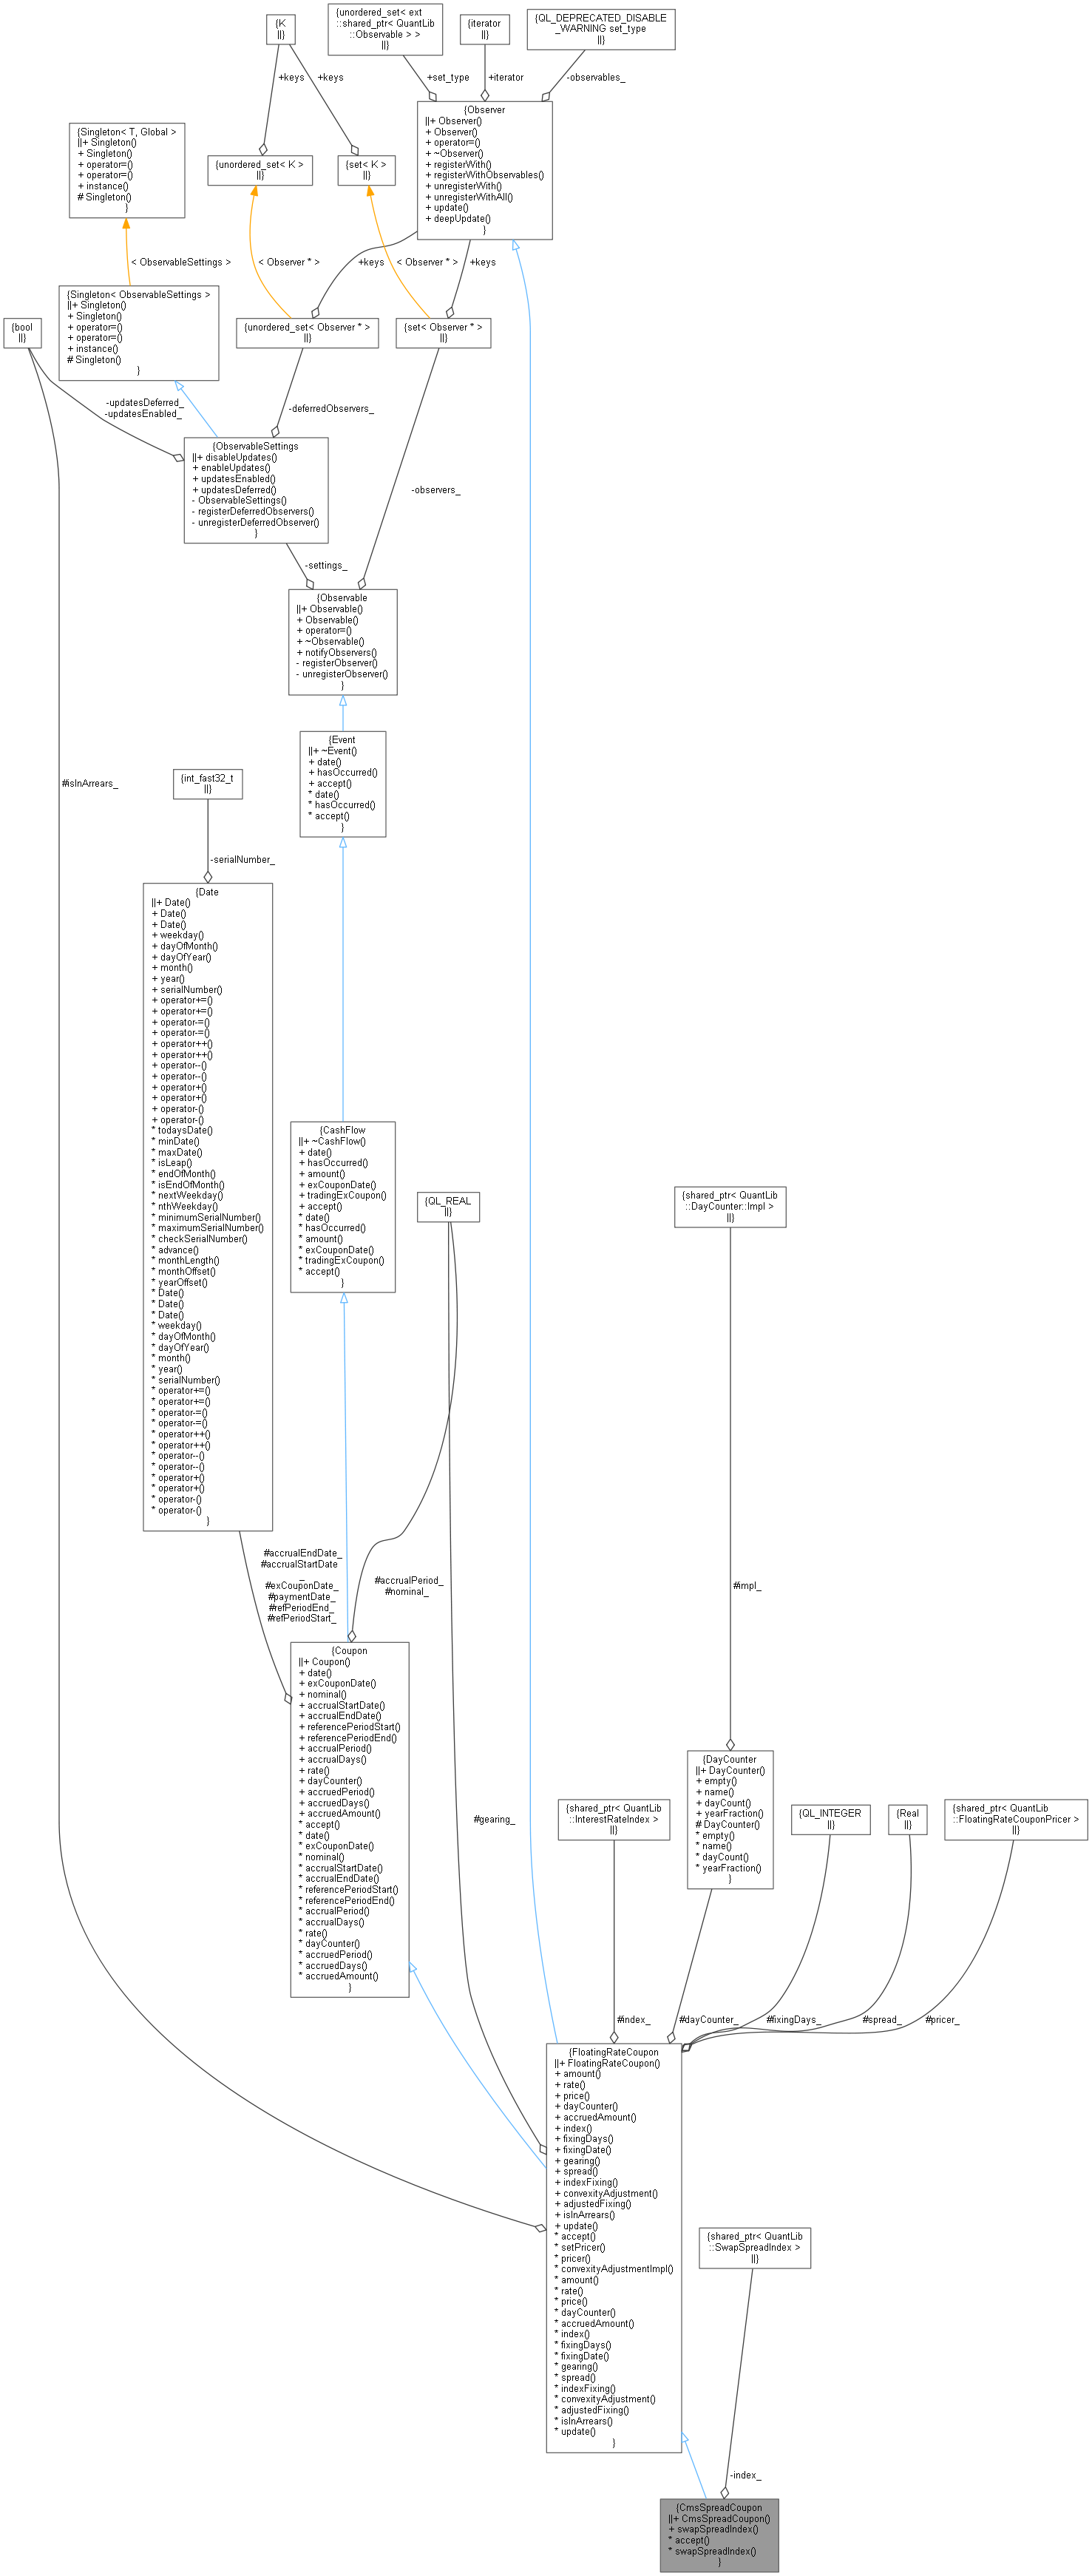 {unordered_set< ext
::shared_ptr< QuantLib
::Observable > >
||}
{K
||}
{iterator
||}
{QL_DEPRECATED_DISABLE
_WARNING set_type
||}
+keys
+keys
+set_type
+iterator
-observables_
{Singleton< T, Global >
||+ Singleton()
+ Singleton()
+ operator=()
+ operator=()
+ instance()
# Singleton()
}
{unordered_set< K >
||}
{set< K >
||}
{Observer
||+ Observer()
+ Observer()
+ operator=()
+ ~Observer()
+ registerWith()
+ registerWithObservables()
+ unregisterWith()
+ unregisterWithAll()
+ update()
+ deepUpdate()
}
< ObservableSettings >
< Observer * >
+keys
< Observer * >
+keys
{Singleton< ObservableSettings >
||+ Singleton()
+ Singleton()
+ operator=()
+ operator=()
+ instance()
# Singleton()
}
{bool
||}
{unordered_set< Observer * >
||}
{set< Observer * >
||}
-updatesDeferred_
-updatesEnabled_
-deferredObservers_
{ObservableSettings
||+ disableUpdates()
+ enableUpdates()
+ updatesEnabled()
+ updatesDeferred()
- ObservableSettings()
- registerDeferredObservers()
- unregisterDeferredObserver()
}
-observers_
-settings_
{Observable
||+ Observable()
+ Observable()
+ operator=()
+ ~Observable()
+ notifyObservers()
- registerObserver()
- unregisterObserver()
}
{Event
||+ ~Event()
+ date()
+ hasOccurred()
+ accept()
* date()
* hasOccurred()
* accept()
}
#isInArrears_
{int_fast32_t
||}
-serialNumber_
{Date
||+ Date()
+ Date()
+ Date()
+ weekday()
+ dayOfMonth()
+ dayOfYear()
+ month()
+ year()
+ serialNumber()
+ operator+=()
+ operator+=()
+ operator-=()
+ operator-=()
+ operator++()
+ operator++()
+ operator--()
+ operator--()
+ operator+()
+ operator+()
+ operator-()
+ operator-()
* todaysDate()
* minDate()
* maxDate()
* isLeap()
* endOfMonth()
* isEndOfMonth()
* nextWeekday()
* nthWeekday()
* minimumSerialNumber()
* maximumSerialNumber()
* checkSerialNumber()
* advance()
* monthLength()
* monthOffset()
* yearOffset()
* Date()
* Date()
* Date()
* weekday()
* dayOfMonth()
* dayOfYear()
* month()
* year()
* serialNumber()
* operator+=()
* operator+=()
* operator-=()
* operator-=()
* operator++()
* operator++()
* operator--()
* operator--()
* operator+()
* operator+()
* operator-()
* operator-()
}
{CashFlow
||+ ~CashFlow()
+ date()
+ hasOccurred()
+ amount()
+ exCouponDate()
+ tradingExCoupon()
+ accept()
* date()
* hasOccurred()
* amount()
* exCouponDate()
* tradingExCoupon()
* accept()
}
{QL_REAL
||}
{shared_ptr< QuantLib
::DayCounter::Impl >
||}
#accrualEndDate_
#accrualStartDate
_
#exCouponDate_
#paymentDate_
#refPeriodEnd_
#refPeriodStart_
#accrualPeriod_
#nominal_
#impl_
{Coupon
||+ Coupon()
+ date()
+ exCouponDate()
+ nominal()
+ accrualStartDate()
+ accrualEndDate()
+ referencePeriodStart()
+ referencePeriodEnd()
+ accrualPeriod()
+ accrualDays()
+ rate()
+ dayCounter()
+ accruedPeriod()
+ accruedDays()
+ accruedAmount()
* accept()
* date()
* exCouponDate()
* nominal()
* accrualStartDate()
* accrualEndDate()
* referencePeriodStart()
* referencePeriodEnd()
* accrualPeriod()
* accrualDays()
* rate()
* dayCounter()
* accruedPeriod()
* accruedDays()
* accruedAmount()
}
#gearing_
{shared_ptr< QuantLib
::InterestRateIndex >
||}
{DayCounter
||+ DayCounter()
+ empty()
+ name()
+ dayCount()
+ yearFraction()
# DayCounter()
* empty()
* name()
* dayCount()
* yearFraction()
}
{QL_INTEGER
||}
{Real
||}
{shared_ptr< QuantLib
::FloatingRateCouponPricer >
||}
#index_
#dayCounter_
#fixingDays_
#spread_
#pricer_
{FloatingRateCoupon
||+ FloatingRateCoupon()
+ amount()
+ rate()
+ price()
+ dayCounter()
+ accruedAmount()
+ index()
+ fixingDays()
+ fixingDate()
+ gearing()
+ spread()
+ indexFixing()
+ convexityAdjustment()
+ adjustedFixing()
+ isInArrears()
+ update()
* accept()
* setPricer()
* pricer()
* convexityAdjustmentImpl()
* amount()
* rate()
* price()
* dayCounter()
* accruedAmount()
* index()
* fixingDays()
* fixingDate()
* gearing()
* spread()
* indexFixing()
* convexityAdjustment()
* adjustedFixing()
* isInArrears()
* update()
}
{shared_ptr< QuantLib
::SwapSpreadIndex >
||}
-index_
{CmsSpreadCoupon
||+ CmsSpreadCoupon()
+ swapSpreadIndex()
* accept()
* swapSpreadIndex()
}